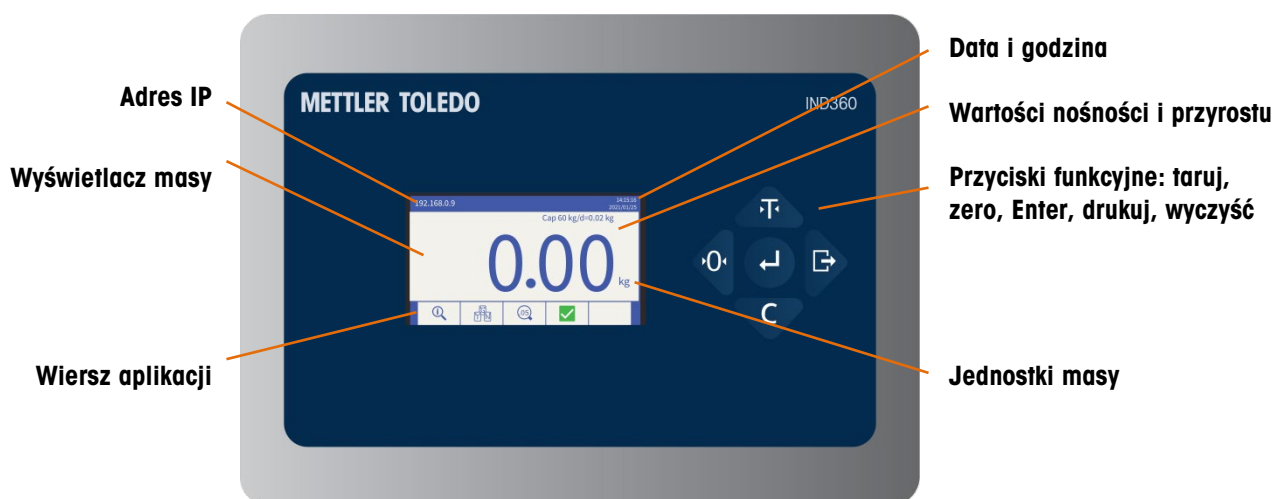 Data i godzina
Adres IP
METTLER TOLEDO
IND360
Wartości nośności i przyrostu
Wyświetlacz masy
Przyciski funkcyjne: taruj,
zero, Enter, drukuj, wyczyść
192.168.0.9
14:15:16
2021/01/25
Cap 60 kg/d=0.02 kg
T
0.00
kg
0
C
Wiersz aplikacji
Jednostki masy